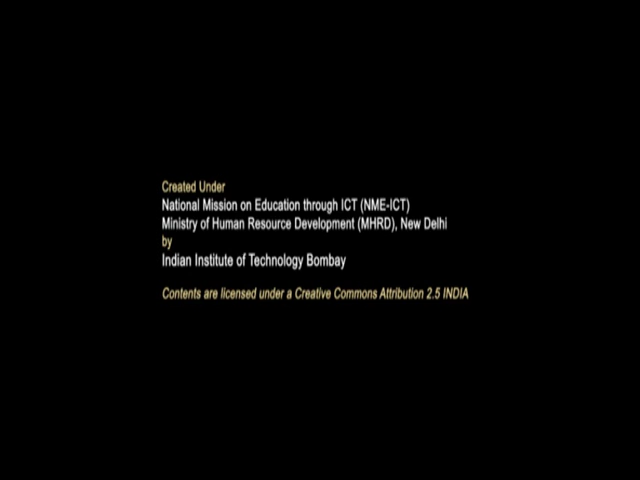 Created Under
National Mission on Education through ICT (NME-ICT)
Ministry of Human Resource Development (MHRD), New Delhi
by
Indian Institute of Technology Bombay
Contents are licensed under a Creative Commons Attribution 2.5 INDIA